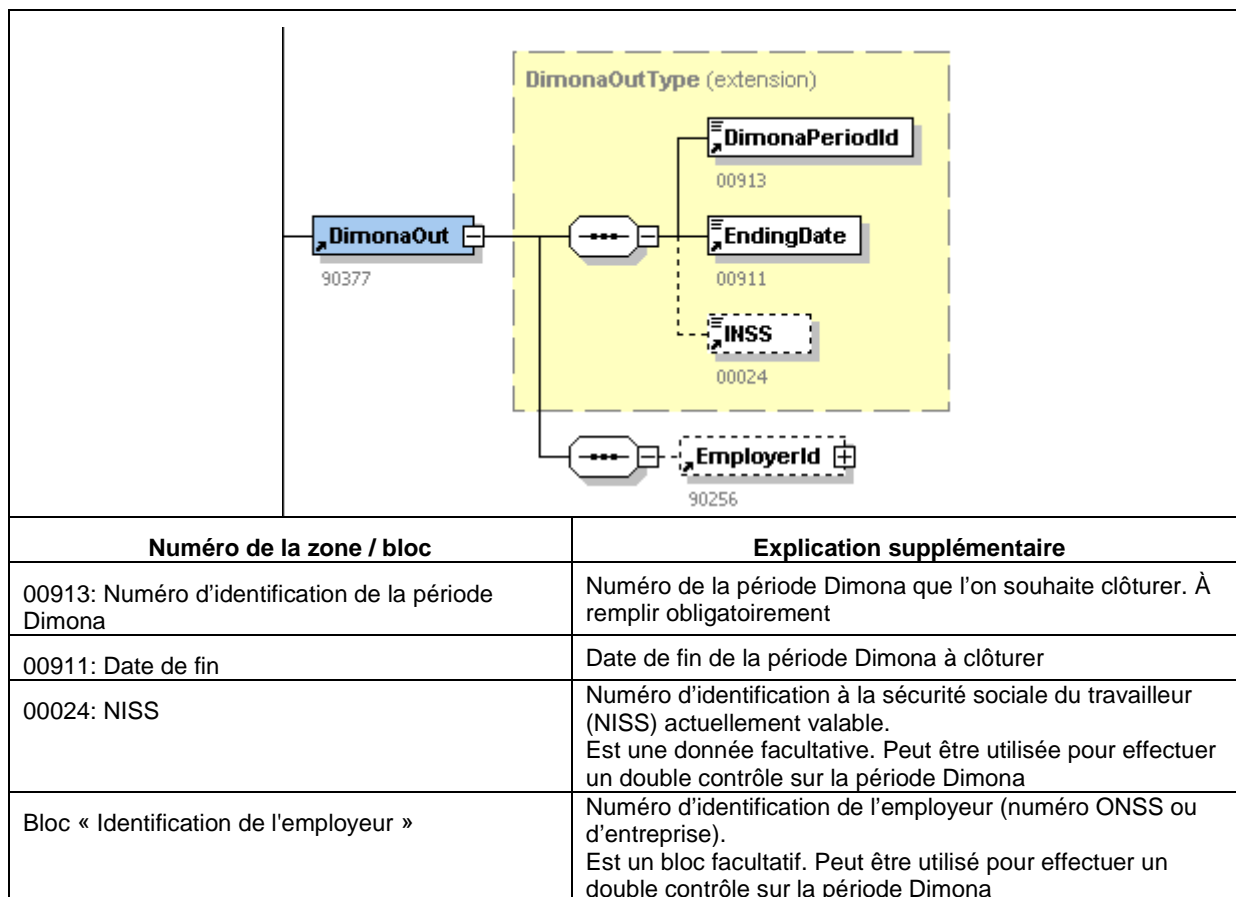 DimonaOutType (extension)
DimonaPeriodId
00913
DimonaOut
90377
EndingDate
00911
INSS
00024
EmployerId
90256
Numéro de la zone / bloc
Explication supplémentaire
00913: Numéro d’identification de la période
Dimona
Numéro de la période Dimona que l’on souhaite clôturer. À
remplir obligatoirement
00911: Date de fin
Date de fin de la période Dimona à clôturer
00024: NISS
Numéro d’identification à la sécurité sociale du travailleur
(NISS) actuellement valable.
Est une donnée facultative. Peut être utilisée pour effectuer
un double contrôle sur la période Dimona
Bloc « Identification de l'employeur »
Numéro d’identification de l’employeur (numéro ONSS ou
d’entreprise).
Est un bloc facultatif. Peut être utilisé pour effectuer un
double contrôle sur la période Dimona